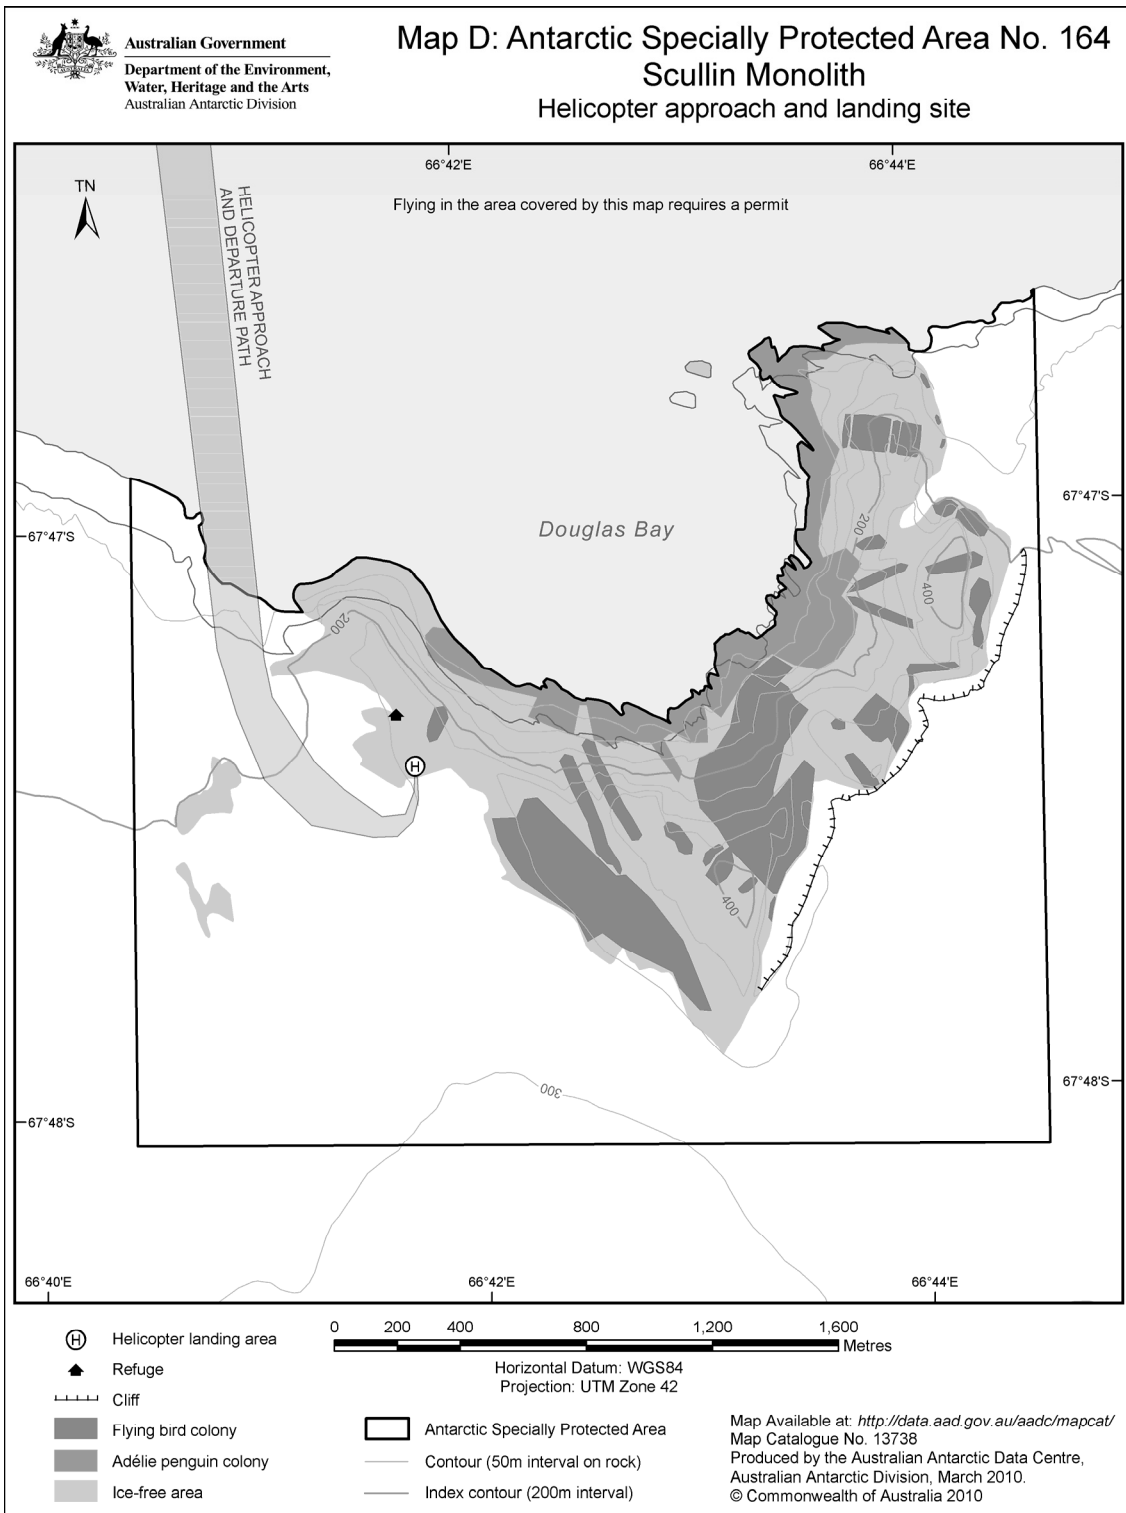 Australian Government
Department of the Environment,
Water, Heritage and the Arts
Australian Antarctic Division
Map D: Antarctic Specially Protected Area No. 164
Scullin Monolith
Helicopter approach and landing site
66°42'E
66°44'E
TN
Flying in the area covered by this map requires a permit
HELICOPTER APPROACH
AND DEPARTURE PATH
67°47'S
67°47'S
Douglas Bay
200
400
200
H
400
300
67°48'S
67°48'S
66°40'E
66°42'E
66°44'E
H
Helicopter landing area
Refuge
Cliff
Flying bird colony
Adélie penguin colony
Ice-free area
0 200 400 800 1,200 1,600
Metres
Horizontal Datum: WGS84
Projection: UTM Zone 42
Antarctic Specially Protected Area
Contour (50m interval on rock)
Index contour (200m interval)
Map Available at: http://data.aad.gov.au/aadc/mapcat/
Map Catalogue No. 13738
Produced by the Australian Antarctic Data Centre,
Australian Antarctic Division, March 2010.
© Commonwealth of Australia 2010